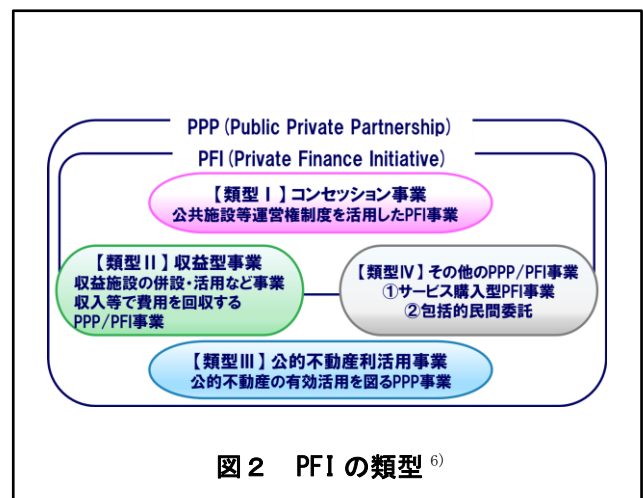 PPP(Public Private Partnership)
PFI(Private Finance Initiative)
【類型Ⅰ】コンセッション事業
公共施設等運営権制度を活用したPFI事業
【類型Ⅱ】収益型事業
収益施設の併設・活用など事業
収入等で費用を回収する
PPP/PFI事業
【類型Ⅳ】その他のPPP/PFI事業
①サービス購入型PFI事業
②包括的民間委託
【類型Ⅲ】公的不動産利活用事業
公的不動産の有効活用を図るPPP事業
図2 PFIの類型 6)